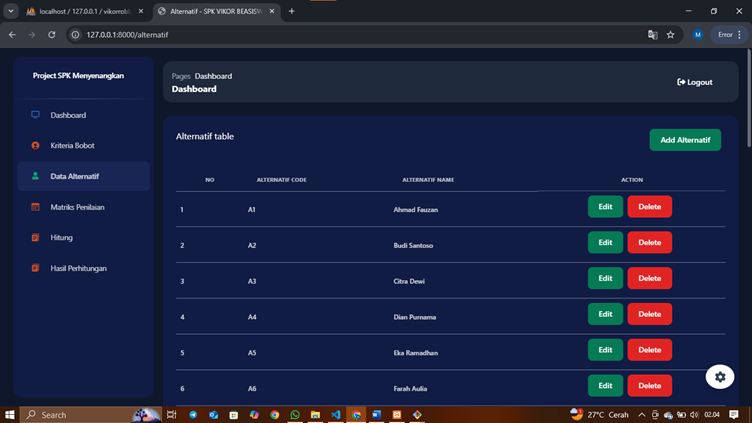 localhost / 127.0.0.1 / vikorrobb
Alternatif - SPK VIKOR BEASISW
127.0.0.1:8000/alternatif
M
Error
Project SPK Menyenangkan
Dashboard
Kriteria Bobot
Data Alternatif
Matriks Penilaian
Hitung
Hasil Perhitungan
Pages Dashboard
Dashboard
Logout
Alternatif table
Add Alternatif
NO ALTERNATIF CODE ALTERNATIF NAME ACTION
1 A1 Ahmad Fauzan Edit Delete
2 A2 Budi Santoso Edit Delete
3 A3 Citra Dewi Edit Delete
4 A4 Dian Purnama Edit Delete
5 A5 Eka Ramadhan Edit Delete
6 A6 Farah Aulia Edit Delete
Search
27°C Cerah
02.04